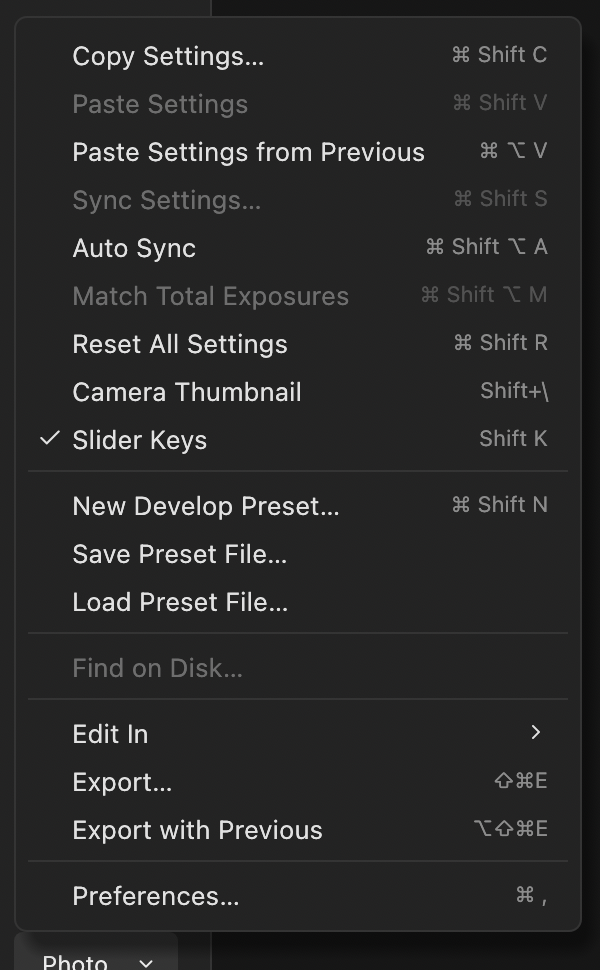 Copy Settings... ⌘ Shift C
Paste Settings ⌘ Shift V
Paste Settings from Previous ⌘ ⌥ V
Sync Settings... ⌘ Shift S
Auto Sync ⌘ Shift ⌥ A
Match Total Exposures ⌘ Shift ⌥ M
Reset All Settings ⌘ Shift R
Camera Thumbnail Shift+\
Slider Keys Shift K
New Develop Preset... ⌘ Shift N
Save Preset File...
Load Preset File...
Find on Disk...
Edit In
Export... ⇧⌘E
Export with Previous ⌥⇧⌘E
Preferences... ⌘ ,
Photo